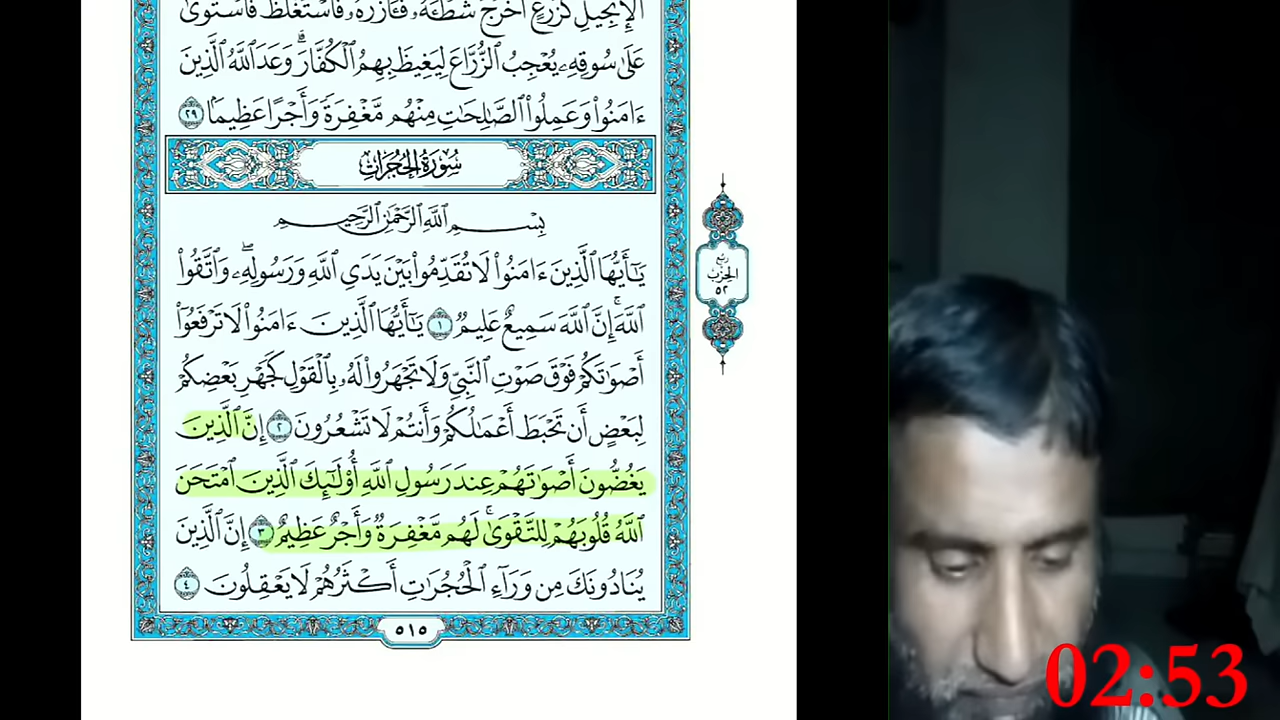 ٱلْإِنجِيلِ كَزَرْعٍ أَخْرَجَ شَطْـَٔهُۥ فَـَٔازَرَهُۥ فَٱسْتَغْلَظَ فَٱسْتَوَىٰ
عَلَىٰ سُوقِهِۦ يُعْجِبُ ٱلزُّرَّاعَ لِيَغِيظَ بِهِمُ ٱلْكُفَّارَ ۗ وَعَدَ ٱللَّهُ ٱلَّذِينَ
ءَامَنُوا۟ وَعَمِلُوا۟ ٱلصَّـٰلِحَـٰتِ مِنْهُم مَّغْفِرَةً وَأَجْرًا عَظِيمًۢا ٢٩
سُورَةُ الحُجُرَاتِ
بِسْمِ ٱللَّهِ ٱلرَّحْمَـٰنِ ٱلرَّحِيمِ
يَـٰٓأَيُّهَا ٱلَّذِينَ ءَامَنُوا۟ لَا تُقَدِّمُوا۟ بَيْنَ يَدَىِ ٱللَّهِ وَرَسُولِهِۦ ۖ وَٱتَّقُوا۟
ٱللَّهَ ۚ إِنَّ ٱللَّهَ سَمِيعٌ عَلِيمٌ ١ يَـٰٓأَيُّهَا ٱلَّذِينَ ءَامَنُوا۟ لَا تَرْفَعُوٓا۟
أَصْوَٰتَكُمْ فَوْقَ صَوْتِ ٱلنَّبِىِّ وَلَا تَجْهَرُوا۟ لَهُۥ بِٱلْقَوْلِ كَجَهْرِ بَعْضِكُمْ
لِبَعْضٍ أَن تَحْبَطَ أَعْمَـٰلُكُمْ وَأَنتُمْ لَا تَشْعُرُونَ ٢ إِنَّ ٱلَّذِينَ
يَغُضُّونَ أَصْوَٰتَهُمْ عِندَ رَسُولِ ٱللَّهِ أُو۟لَـٰٓئِكَ ٱلَّذِينَ ٱمْتَحَنَ
ٱللَّهُ قُلُوبَهُمْ لِلتَّقْوَىٰ ۚ لَهُم مَّغْفِرَةٌ وَأَجْرٌ عَظِيمٌ ٣ إِنَّ ٱلَّذِينَ
يُنَادُونَكَ مِن وَرَآءِ ٱلْحُجُرَٰتِ أَكْثَرُهُمْ لَا يَعْقِلُونَ ٤
٥١٥
رُبْع
الحِزْب
٥٢
02:53